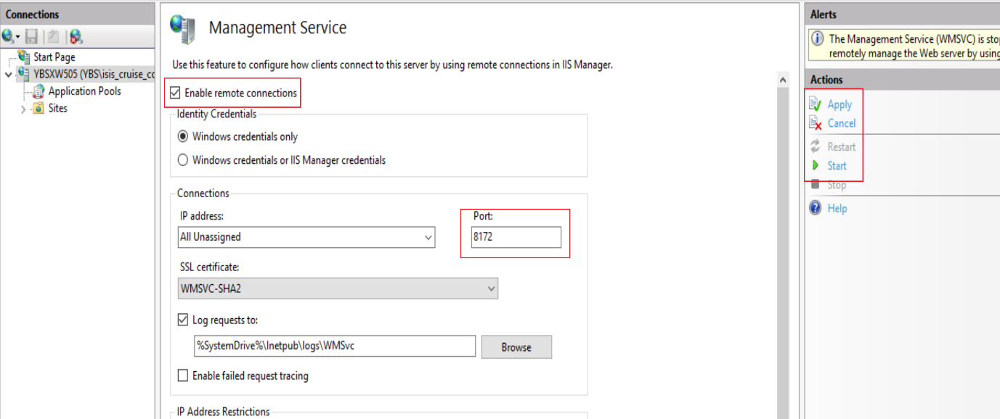 Connections
Start Page
YBSXW505 (YBS\isis_cruise_cc
Application Pools
Sites
Management Service
Use this feature to configure how clients connect to this server by using remote connections in IIS Manager.
Enable remote connections
Identity Credentials
Windows credentials only
Windows credentials or IIS Manager credentials
Connections
IP address:
Port:
All Unassigned
8172
SSL certificate:
WMSVC-SHA2
Log requests to:
%SystemDrive%\Inetpub\logs\WMSvc
Browse
Enable failed request tracing
IP Address Restrictions
Alerts
The Management Service (WMSVC) is stop
remotely manage the Web server by using
Actions
Apply
Cancel
Restart
Start
Stop
Help